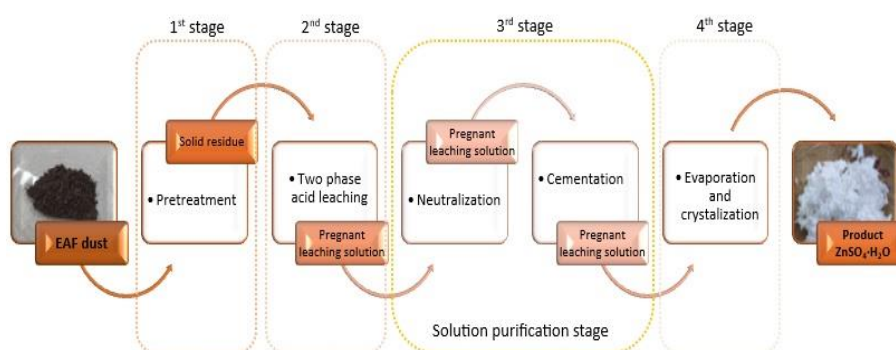 1st stage
2nd stage
3rd stage
4th stage
EAF dust
Solid residue
• Pretreatment
• Two phase
acid leaching
Pregnant
leaching solution
Pregnant
leaching solution
• Neutralization
• Cementation
Pregnant
leaching solution
• Evaporation
and
crystalization
Product
ZnSO₄·H₂O
Solution purification stage